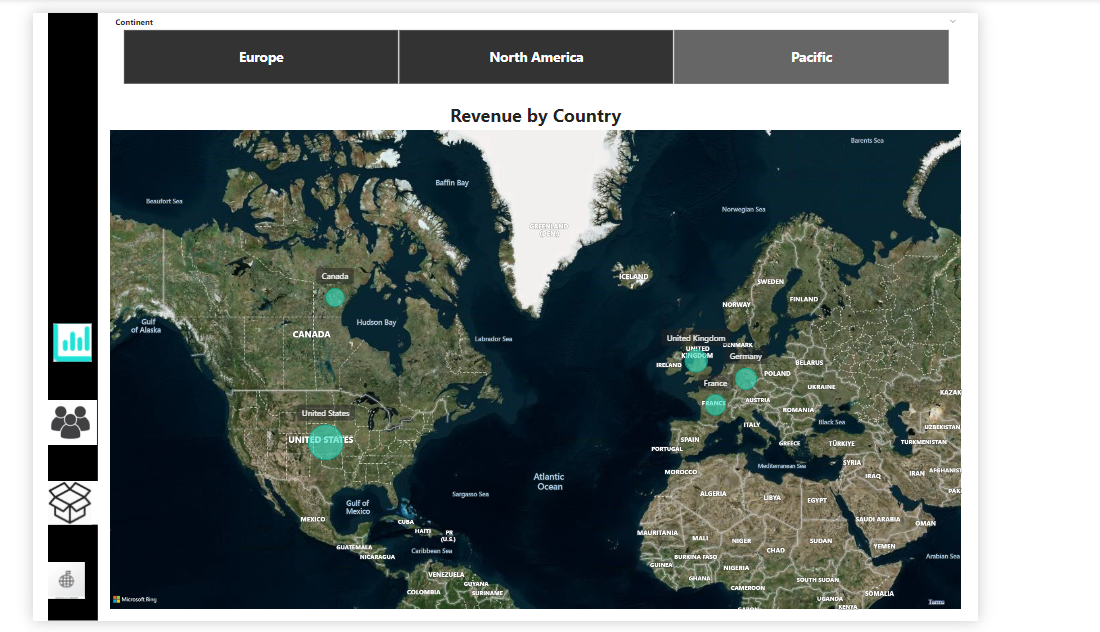 Continent
Europe
North America
Pacific
Revenue by Country
Barents Sea
Baffin Bay
Beaufort Sea
Norwegian Sea
GREENLAND
(DEN.)
ICELAND
Canada
SWEDEN
FINLAND
NORWAY
Gulf
of Alaska
Hudson Bay
CANADA
Labrador Sea
United Kingdom
UNITED
KINGDOM
DENMARK
Germany
IRELAND
BELARUS
POLAND
France
UKRAINE
KAZAK
FRANCE
AUSTRIA
ROMANIA
United States
UNITED STATES
ITALY
Black Sea
UZBEKISTAN
SPAIN
PORTUGAL
GREECE
TÜRKIYE
TURKMENISTAN
Mediterranean Sea
SYRIA
MOROCCO
IRAQ
IRAN
AFGHANIST
Atlantic
Ocean
Sargasso Sea
ALGERIA
LIBYA
EGYPT
PAK
Gulf of
Mexico
MEXICO
CUBA
HAITI
PR
(U.S.)
SAUDI ARABIA
OMAN
MAURITANIA
MALI
NIGER
CHAD
SUDAN
YEMEN
GUATEMALA
NICARAGUA
Caribbean Sea
BURKINA FASO
GUINEA
NIGERIA
Arabian Sea
VENEZUELA
GUYANA
SURINAME
COLOMBIA
GHANA
CAMEROON
SOUTH SUDAN
SOMALIA
UGANDA
KENYA
GABON
Microsoft Bing
Terms